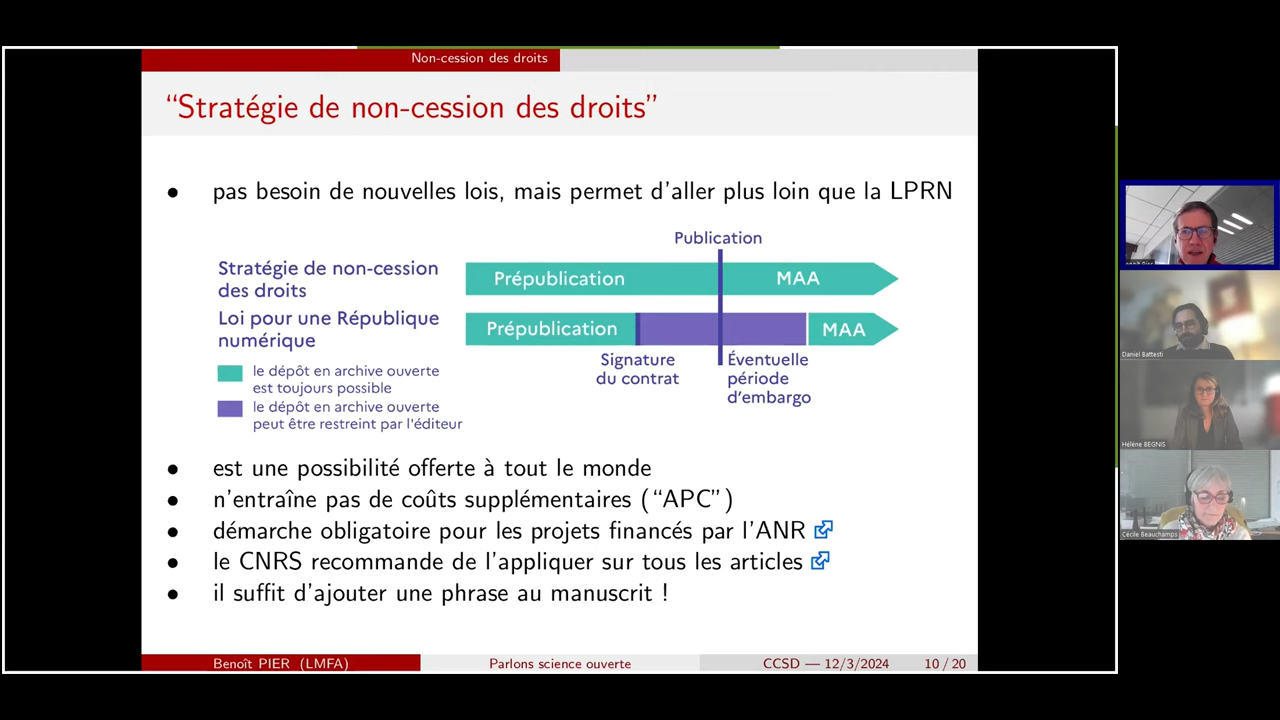 Non-cession des droits
“Stratégie de non-cession des droits”
• pas besoin de nouvelles lois, mais permet d’aller plus loin que la LPRN
Publication
Stratégie de non-cession
des droits
Prépublication
MAA
Loi pour une République
numérique
Prépublication
MAA
Signature
du contrat
Éventuelle
période
d’embargo
le dépôt en archive ouverte
est toujours possible
le dépôt en archive ouverte
peut être restreint par l'éditeur
• est une possibilité offerte à tout le monde
• n’entraîne pas de coûts supplémentaires (“APC”)
• démarche obligatoire pour les projets financés par l’ANR
• le CNRS recommande de l’appliquer sur tous les articles
• il suffit d’ajouter une phrase au manuscrit !
Benoît PIER (LMFA)
Parlons science ouverte
CCSD — 12/3/2024
10 / 20
Daniel Battesti
Hélène BEGNIS
Cécile Beauchamps